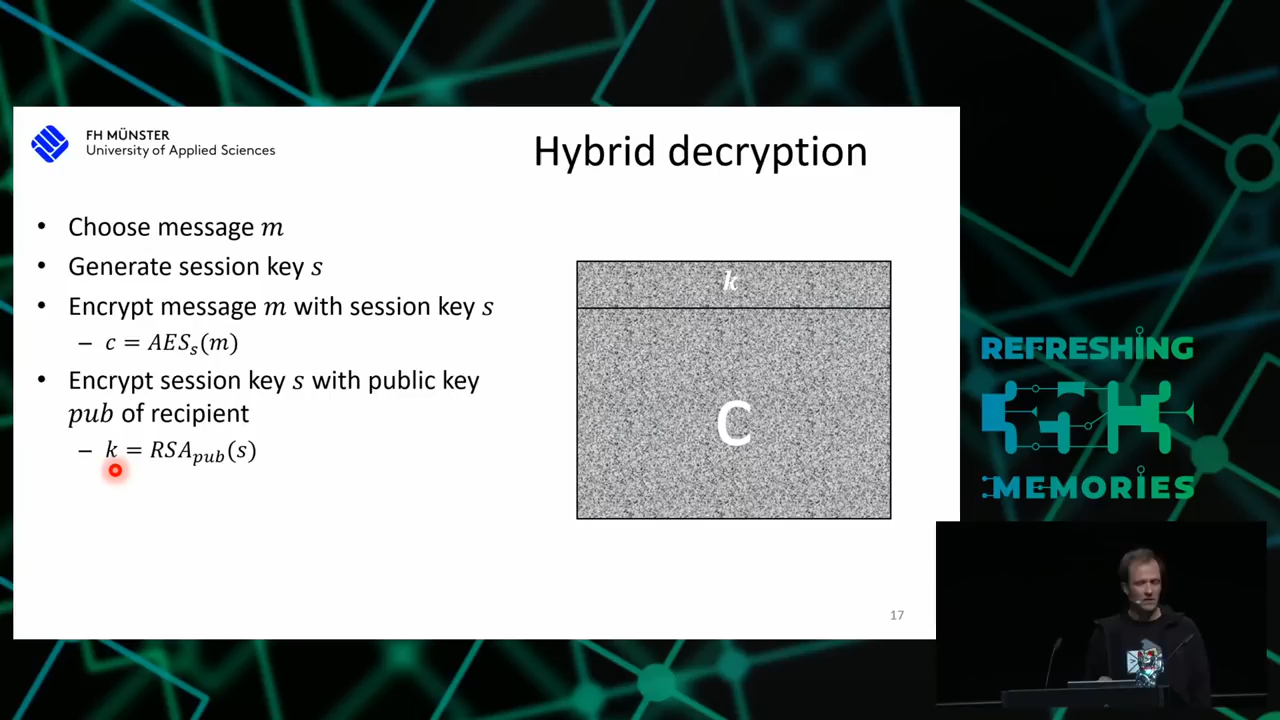 FH MÜNSTER
University of Applied Sciences
Hybrid decryption
• Choose message m
• Generate session key s
• Encrypt message m with session key s
– c = AESₛ(m)
• Encrypt session key s with public key
pub of recipient
– k = RSA_pub(s)
k
C
17
REFRESHING
MEMORIES